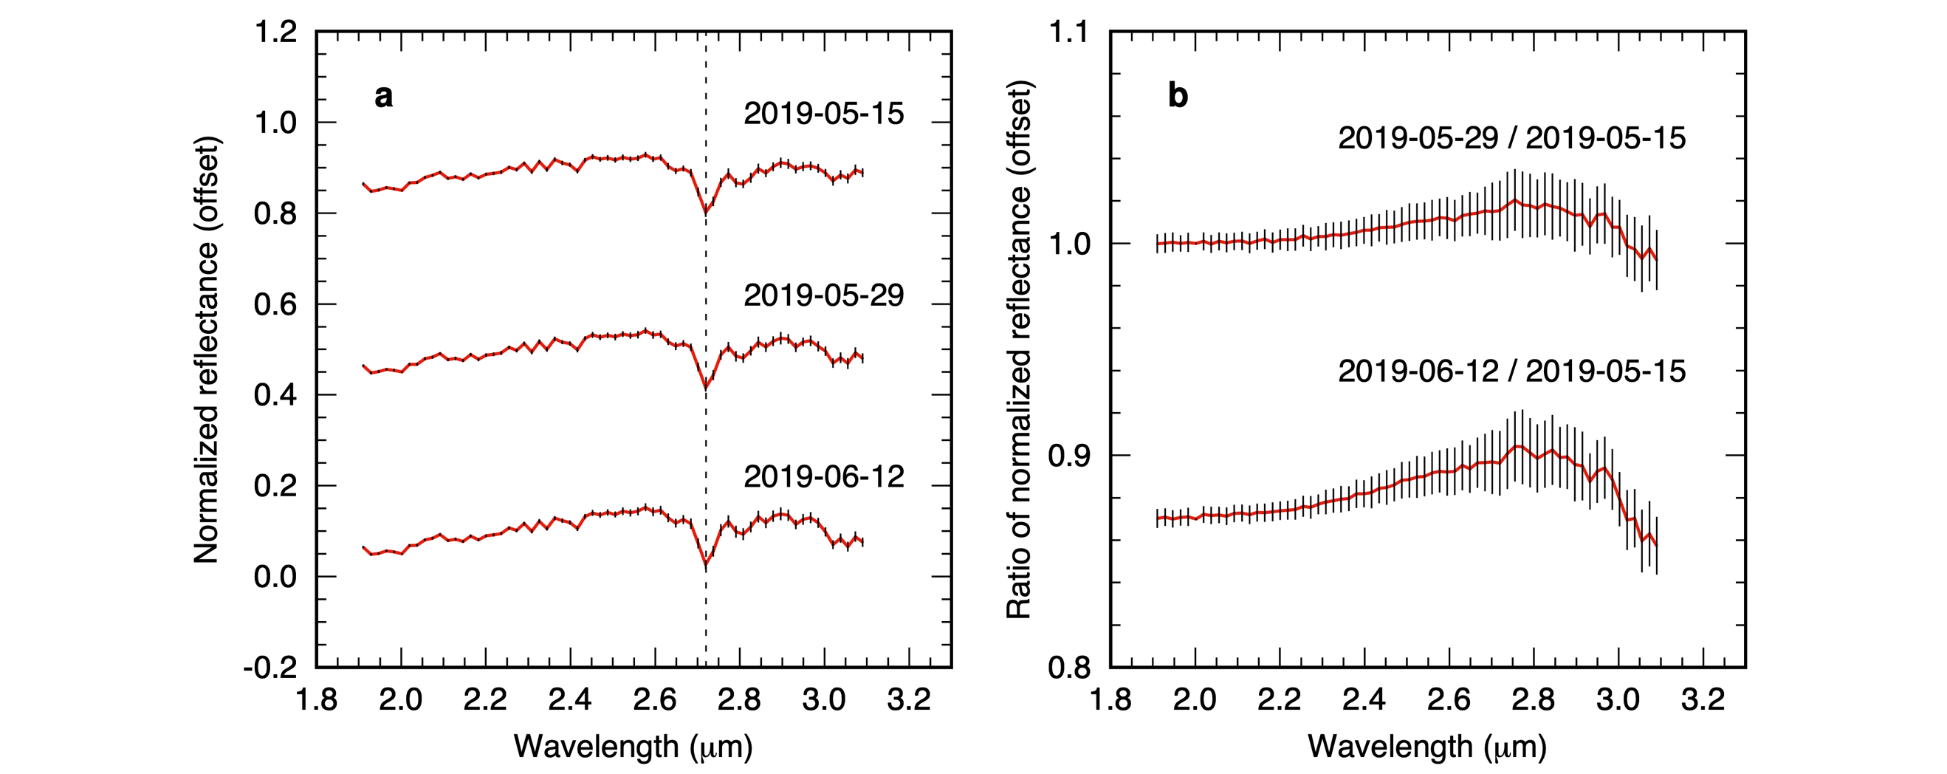 a
2019-05-15
2019-05-29
2019-06-12
Normalized reflectance (offset)
1.2
1.0
0.8
0.6
0.4
0.2
0.0
-0.2
1.8 2.0 2.2 2.4 2.6 2.8 3.0 3.2
Wavelength (μm)
b
2019-05-29 / 2019-05-15
2019-06-12 / 2019-05-15
Ratio of normalized reflectance (offset)
1.1
1.0
0.9
0.8
1.8 2.0 2.2 2.4 2.6 2.8 3.0 3.2
Wavelength (μm)